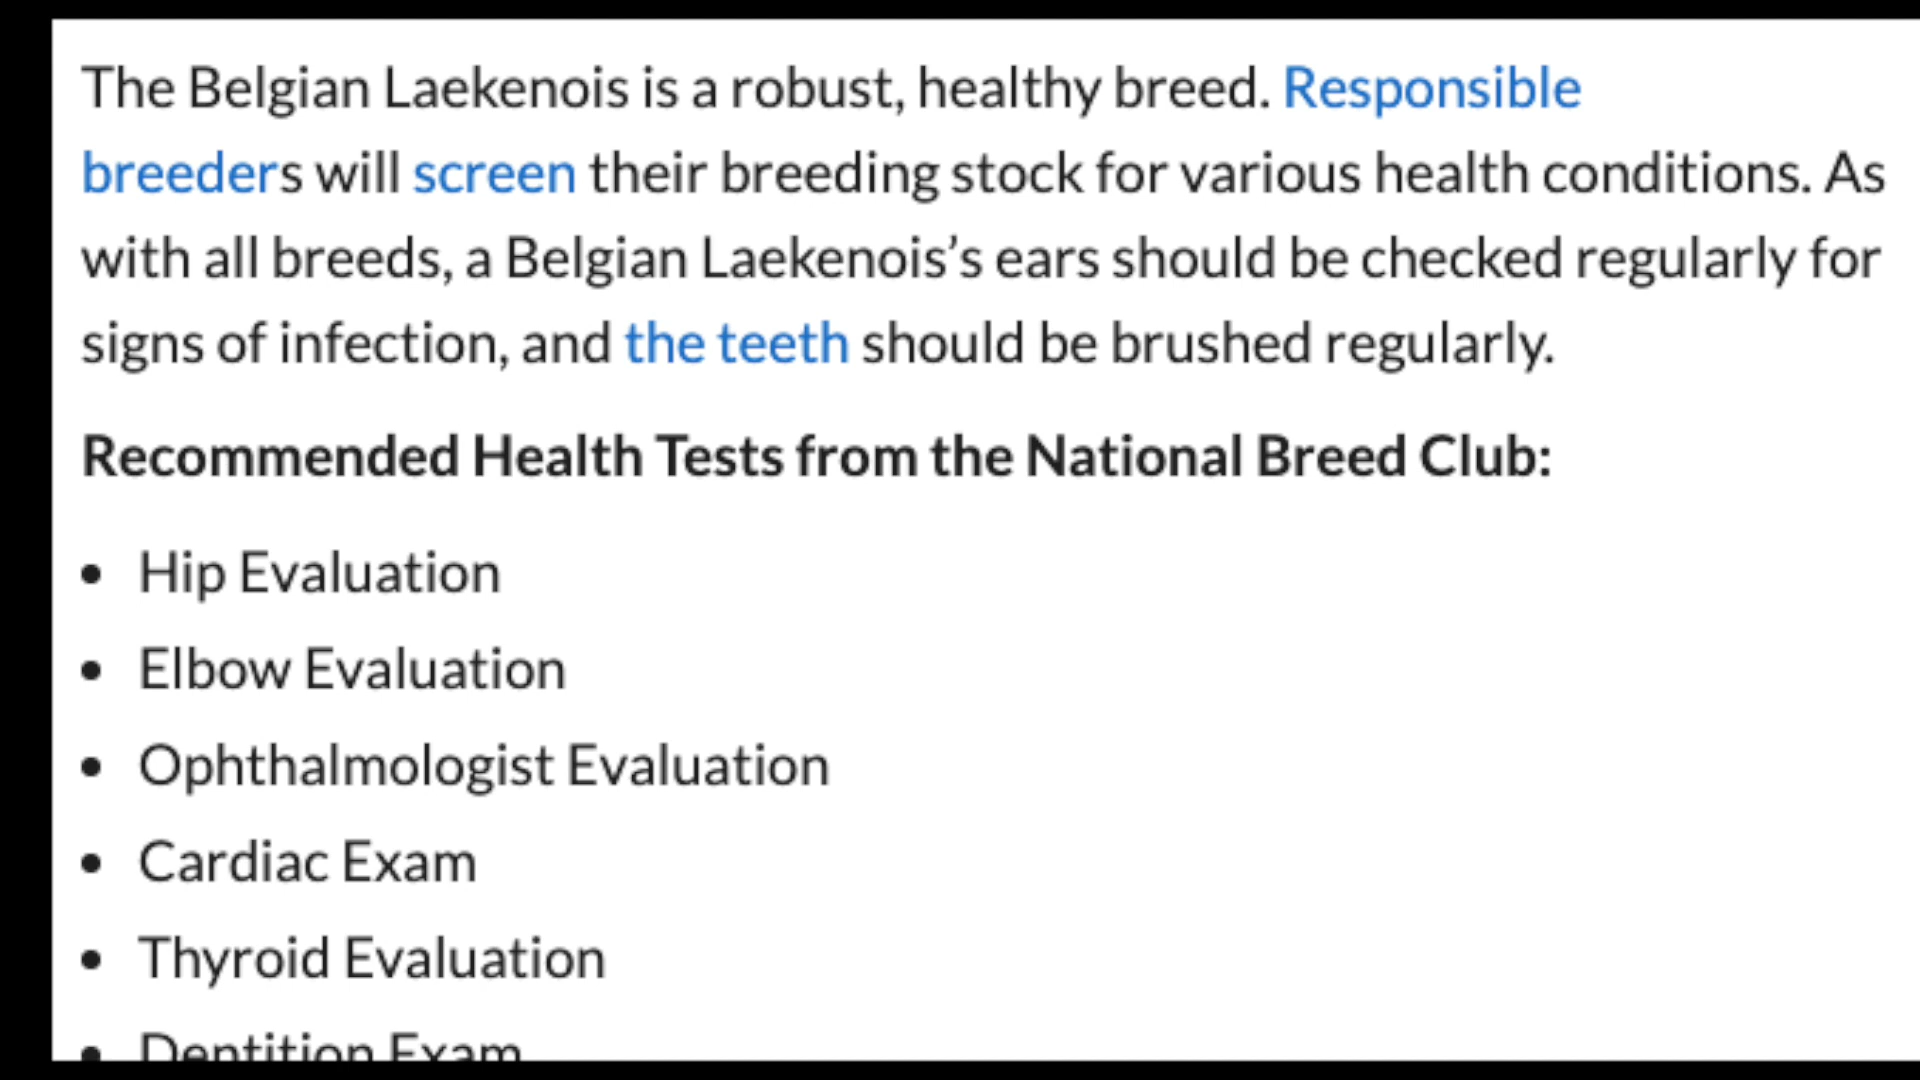 The Belgian Laekenois is a robust, healthy breed. Responsible
breeders will screen their breeding stock for various health conditions. As
with all breeds, a Belgian Laekenois’s ears should be checked regularly for
signs of infection, and the teeth should be brushed regularly.
Recommended Health Tests from the National Breed Club:
• Hip Evaluation
• Elbow Evaluation
• Ophthalmologist Evaluation
• Cardiac Exam
• Thyroid Evaluation
• Dentition Exam